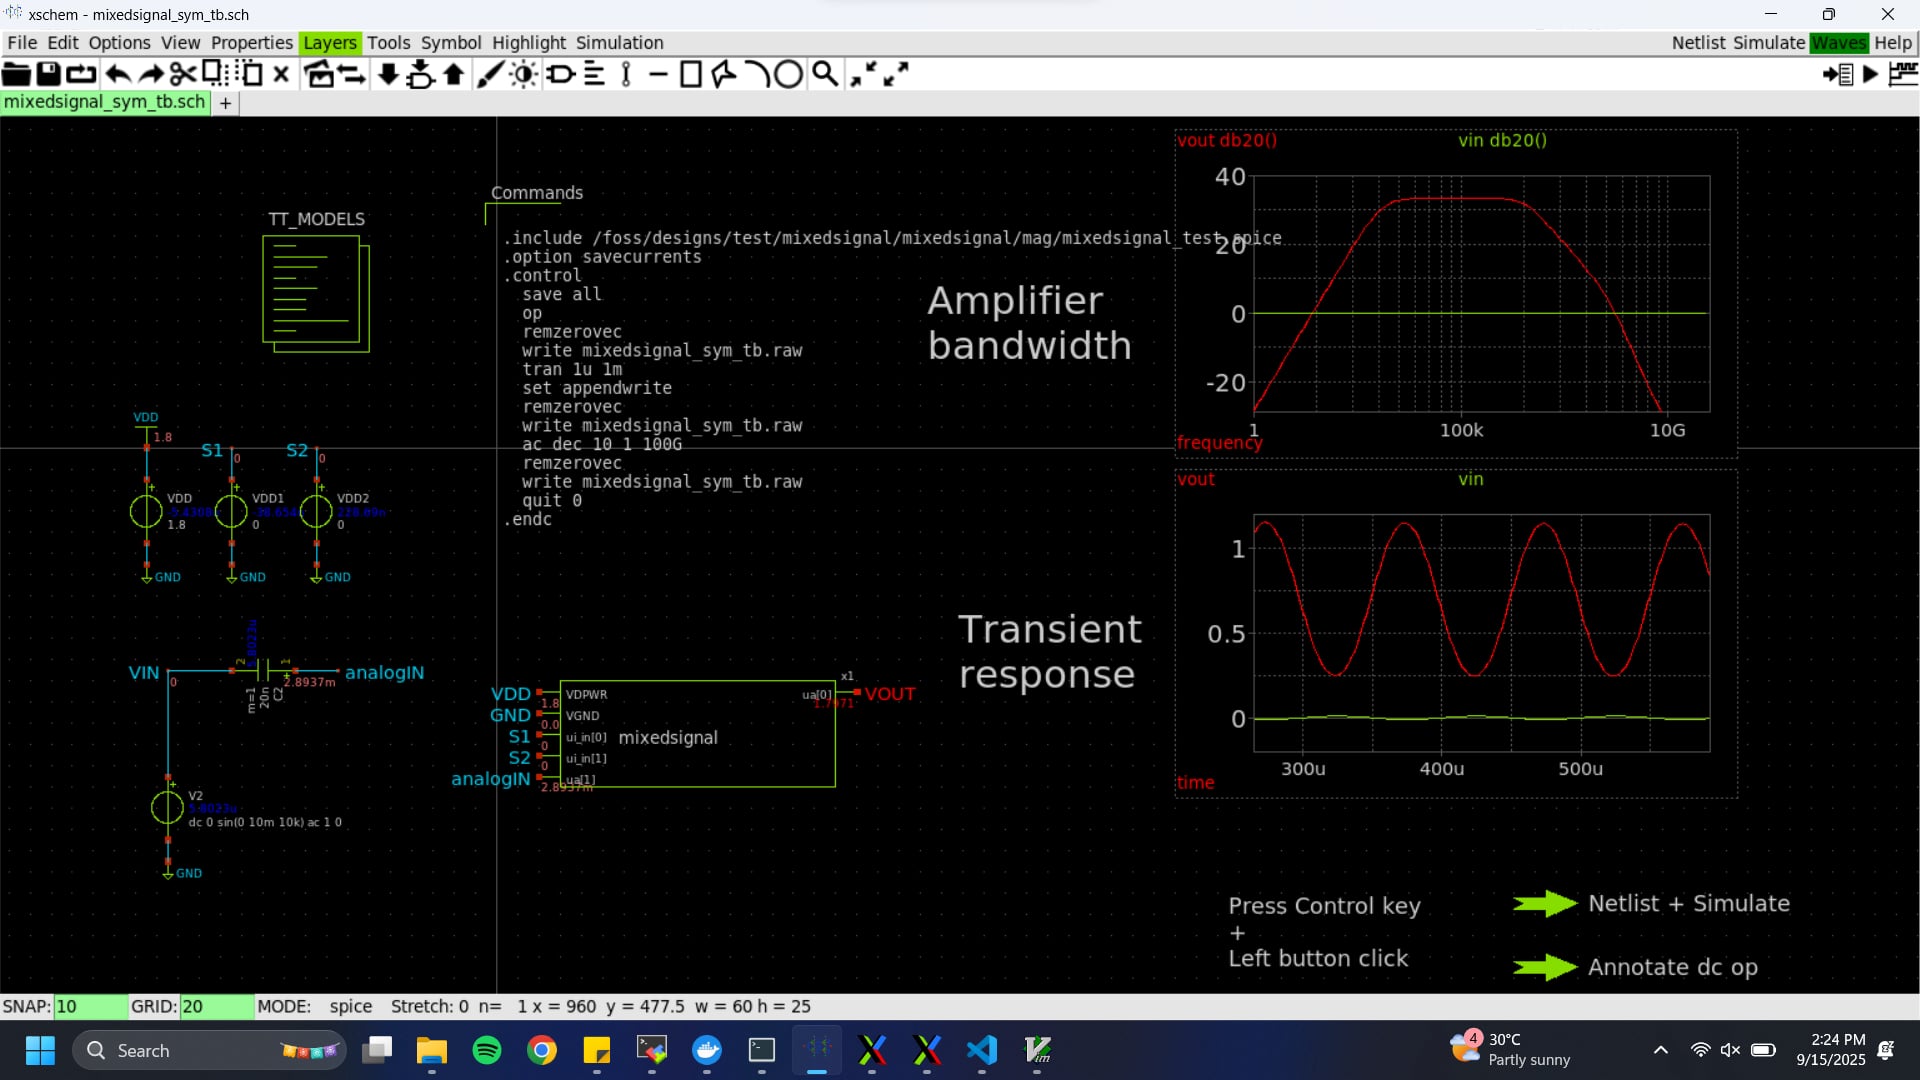 xschem - mixedsignal_sym_tb.sch
File Edit Options View Properties Layers Tools Symbol Highlight Simulation
Netlist Simulate Waves Help
mixedsignal_sym_tb.sch +
TT_MODELS
Commands
.include /foss/designs/test/mixedsignal/mixedsignal/mag/mixedsignal_test.spice
.option savecurrents
.control
save all
op
remzerovec
write mixedsignal_sym_tb.raw
tran 1u 1m
set appendwrite
remzerovec
write mixedsignal_sym_tb.raw
ac dec 10 1 100G
remzerovec
write mixedsignal_sym_tb.raw
quit 0
.endc
Amplifier
bandwidth
vout db20() vin db20()
40
20
0
-20
1 100k 10G
frequency
VDD
1.8
S1 0
S2 0
VDD
1.8
VDD1
0
VDD2
0
GND GND GND
vout vin
1
0.5
0
300u 400u 500u
time
Transient
response
VIN
0
2
1
m=1
20n
C2
2.8937m
analogIN
V2
dc 0 sin(0 10m 10k) ac 1 0
GND
x1
VDD VDPWR ua[0] VOUT
1.8 1.7971
GND VGND
0.0
S1 ui_in[0] mixedsignal
0
S2 ui_in[1]
0
analogIN ua[1]
2.8937m
Press Control key
+
Left button click
Netlist + Simulate
Annotate dc op
SNAP: 10 GRID: 20 MODE: spice Stretch: 0 n= 1 x = 960 y = 477.5 w = 60 h = 25
Search
4
30°C
Partly sunny
2:24 PM
9/15/2025